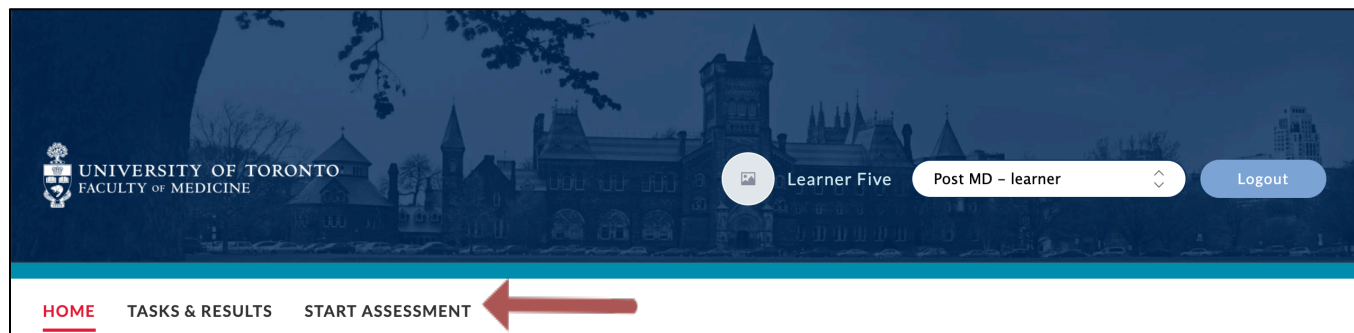 UNIVERSITY OF TORONTO
FACULTY OF MEDICINE
Learner Five
Post MD – learner
Logout
HOME
TASKS & RESULTS
START ASSESSMENT